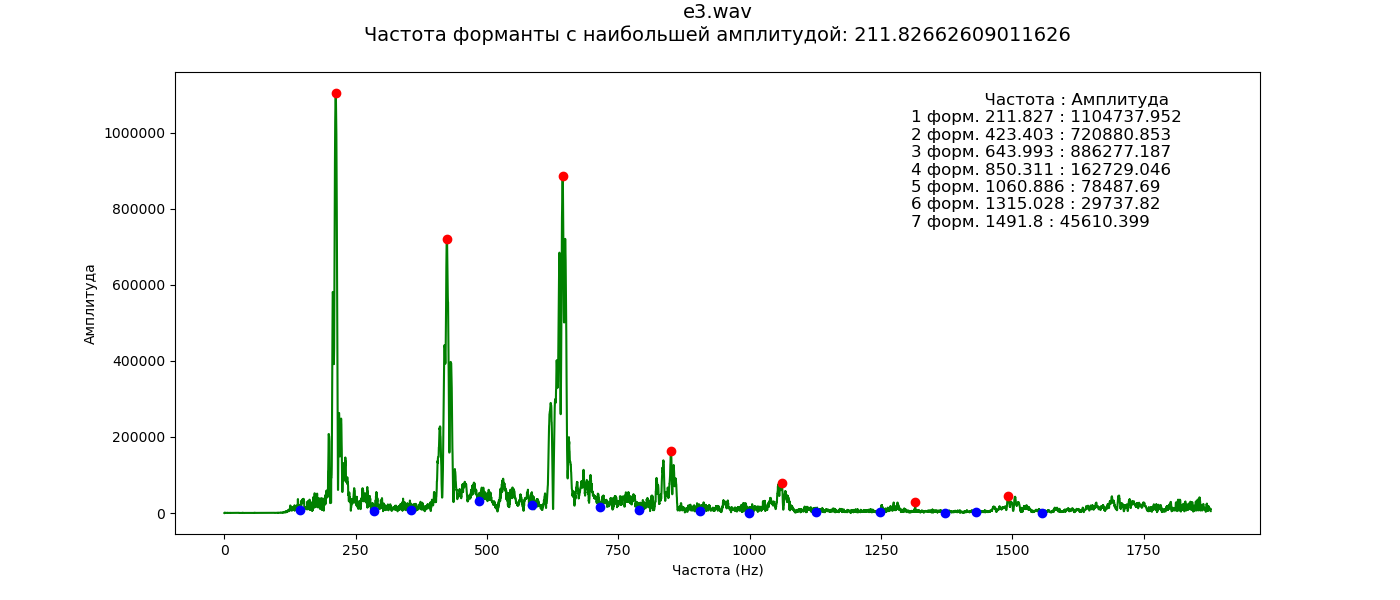 e3.wav
Частота форманты с наибольшей амплитудой: 211.82662609011626
Частота : Амплитуда
1 форм. 211.827 : 1104737.952
2 форм. 423.403 : 720880.853
3 форм. 643.993 : 886277.187
4 форм. 850.311 : 162729.046
5 форм. 1060.886 : 78487.69
6 форм. 1315.028 : 29737.82
7 форм. 1491.8 : 45610.399
Амплитуда
1000000
800000
600000
400000
200000
0
0 250 500 750 1000 1250 1500 1750
Частота (Hz)